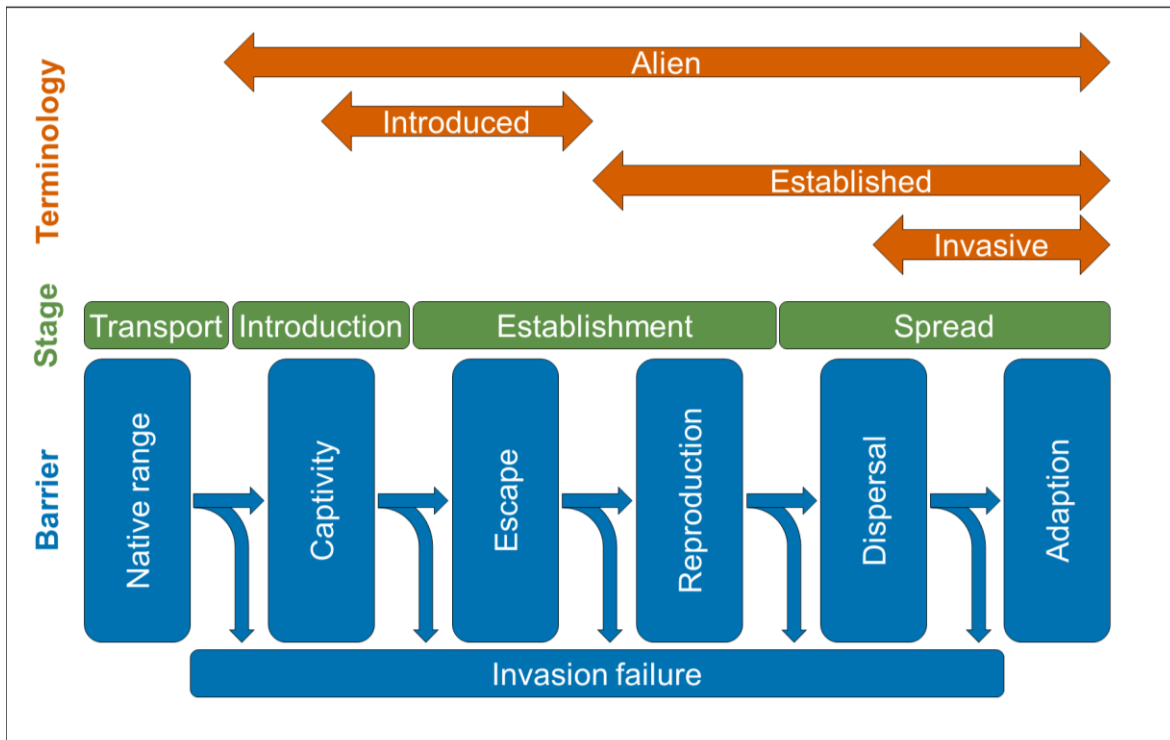 Terminology
Alien
Introduced
Established
Invasive
Stage
Transport
Introduction
Establishment
Spread
Barrier
Native range
Captivity
Escape
Reproduction
Dispersal
Adaption
Invasion failure